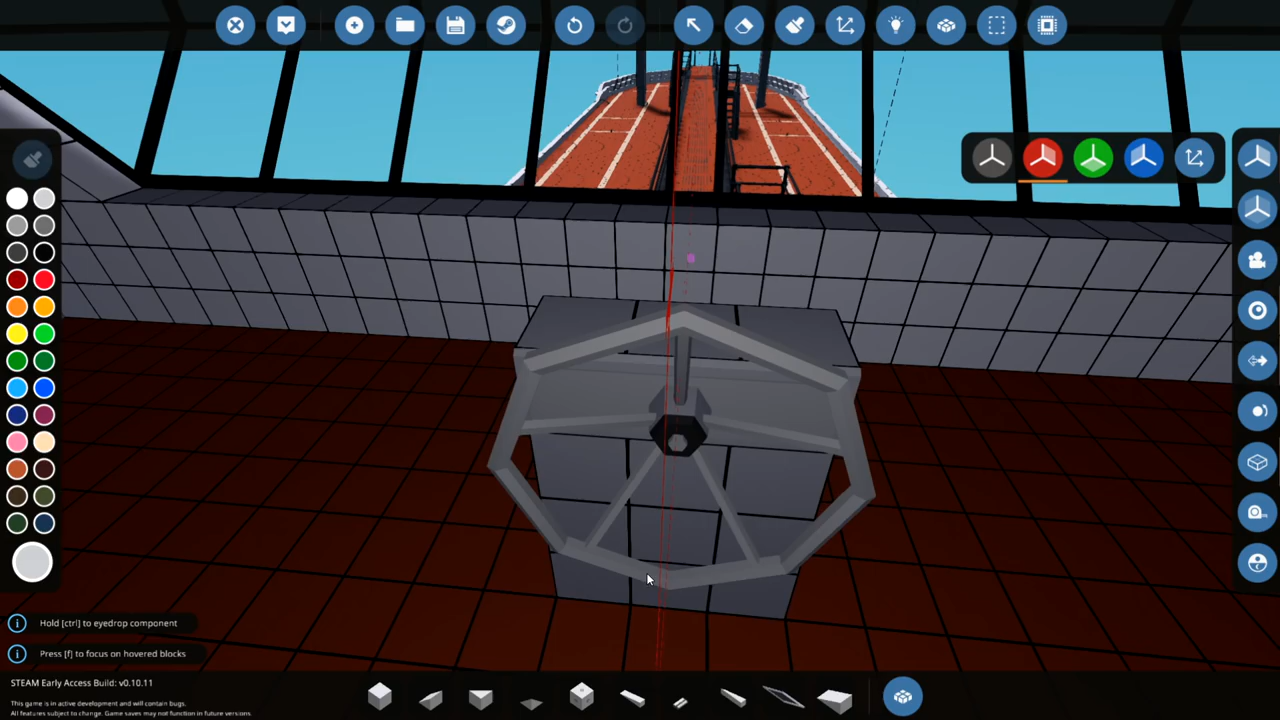 Hold [ctrl] to eyedrop component
Press [f] to focus on hovered blocks
STEAM Early Access Build: v0.10.11
This game is in active development and will contain bugs.
All features subject to change. Game saves may not function in future versions